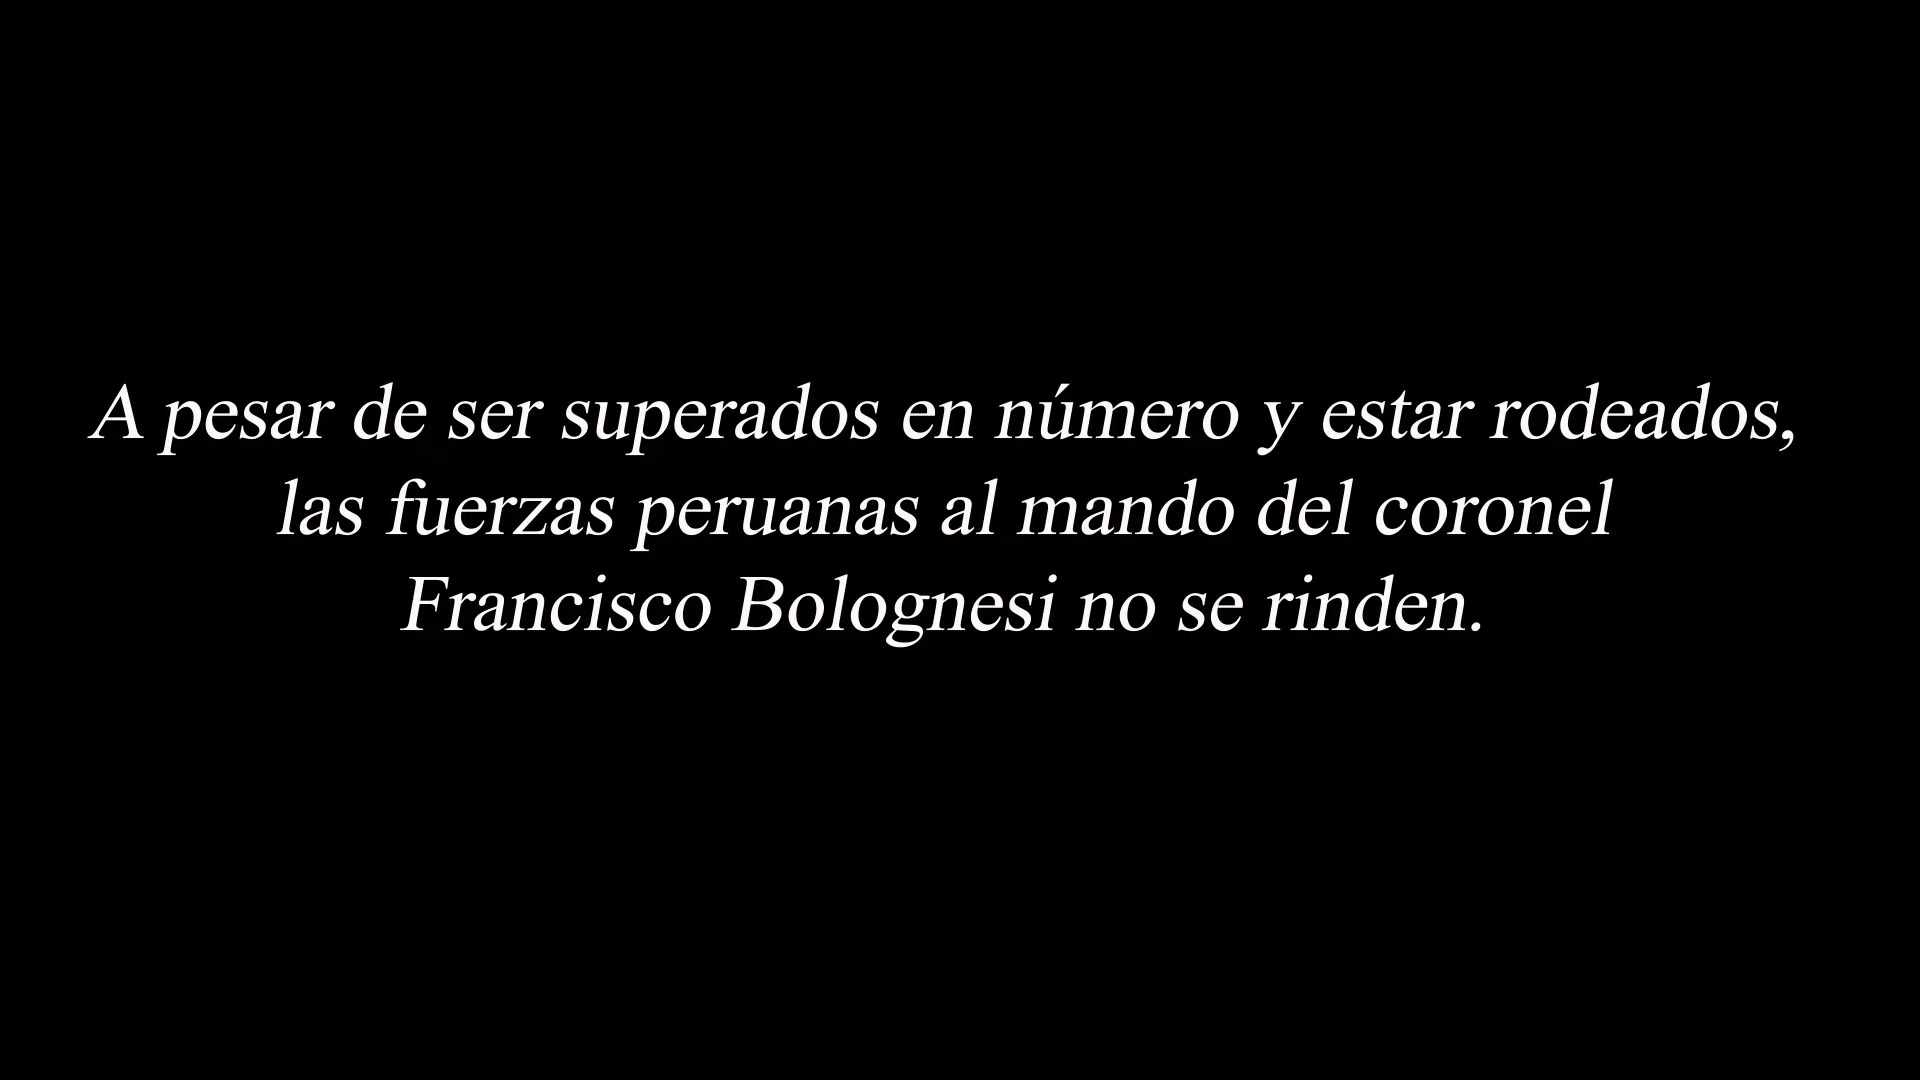 A pesar de ser superados en número y estar rodeados,
las fuerzas peruanas al mando del coronel
Francisco Bolognesi no se rinden.